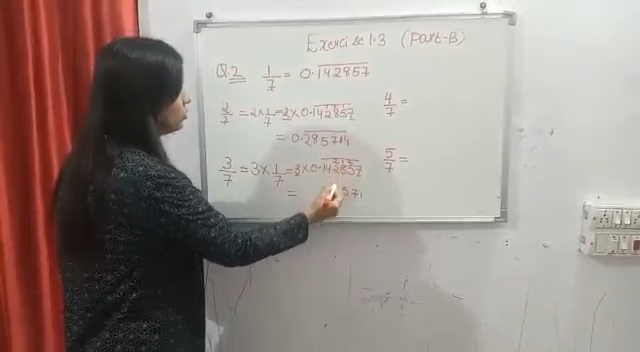 Exercise 1.3 (Part-B)
Q.2 1/7 = 0.142857
2/7 = 2×1/7 = 2×0.142857
= 0.285714
3/7 = 3×1/7 = 3×0.142857
= 571
4/7 =
5/7 =